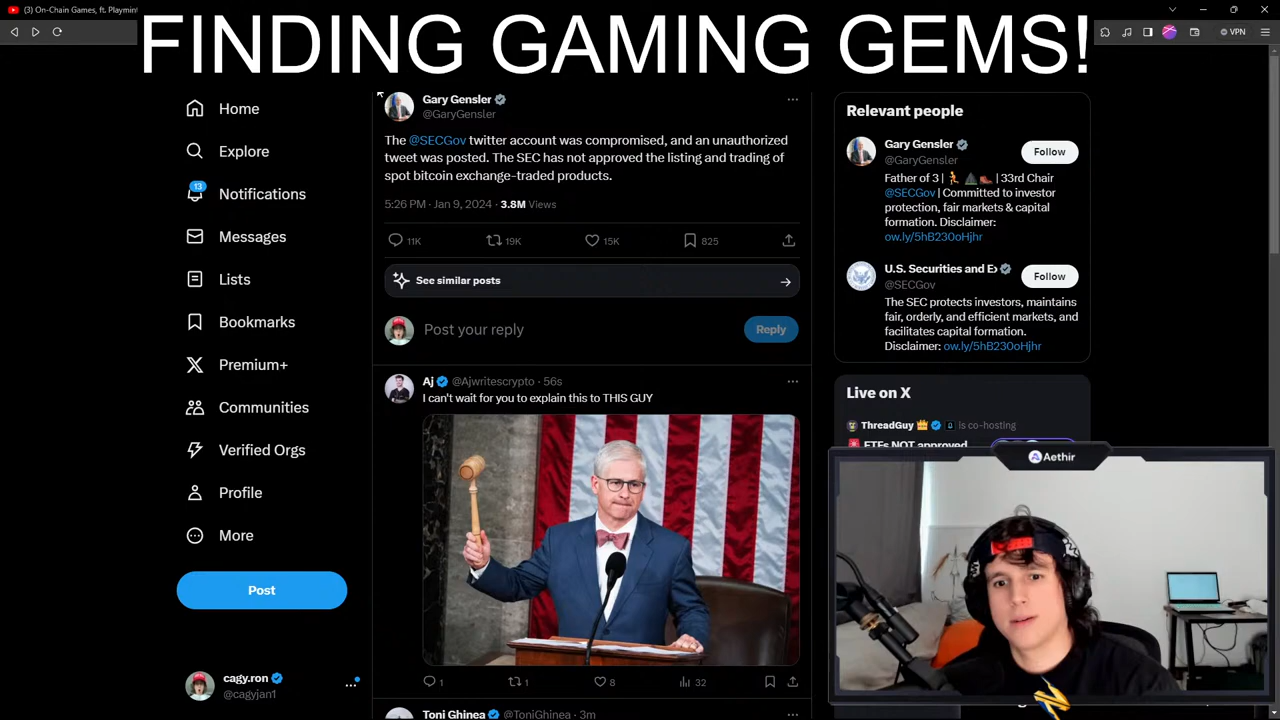 (3) On-Chain Games, ft. Playmint
VPN
FINDING GAMING GEMS!
Home
Explore
13
Notifications
Messages
Lists
Bookmarks
Premium+
Communities
Verified Orgs
Profile
More
Post
cagy.ron
@cagyjan1
Gary Gensler
@GaryGensler
The @SECGov twitter account was compromised, and an unauthorized
tweet was posted. The SEC has not approved the listing and trading of
spot bitcoin exchange-traded products.
5:26 PM · Jan 9, 2024 · 3.8M Views
11K 19K 15K 825
See similar posts
Post your reply
Reply
Aj @Ajwritescrypto · 56s
I can't wait for you to explain this to THIS GUY
1 1 8 32
Toni Ghinea @ToniGhinea · 3m
Relevant people
Gary Gensler
@GaryGensler
Follow
Father of 3 | 33rd Chair
@SECGov | Committed to investor
protection, fair markets & capital
formation. Disclaimer:
ow.ly/5hB230oHjhr
U.S. Securities and Ex
@SECGov
Follow
The SEC protects investors, maintains
fair, orderly, and efficient markets, and
facilitates capital formation.
Disclaimer: ow.ly/5hB230oHjhr
Live on X
ThreadGuy is co-hosting
ETFs NOT approved
Aethir